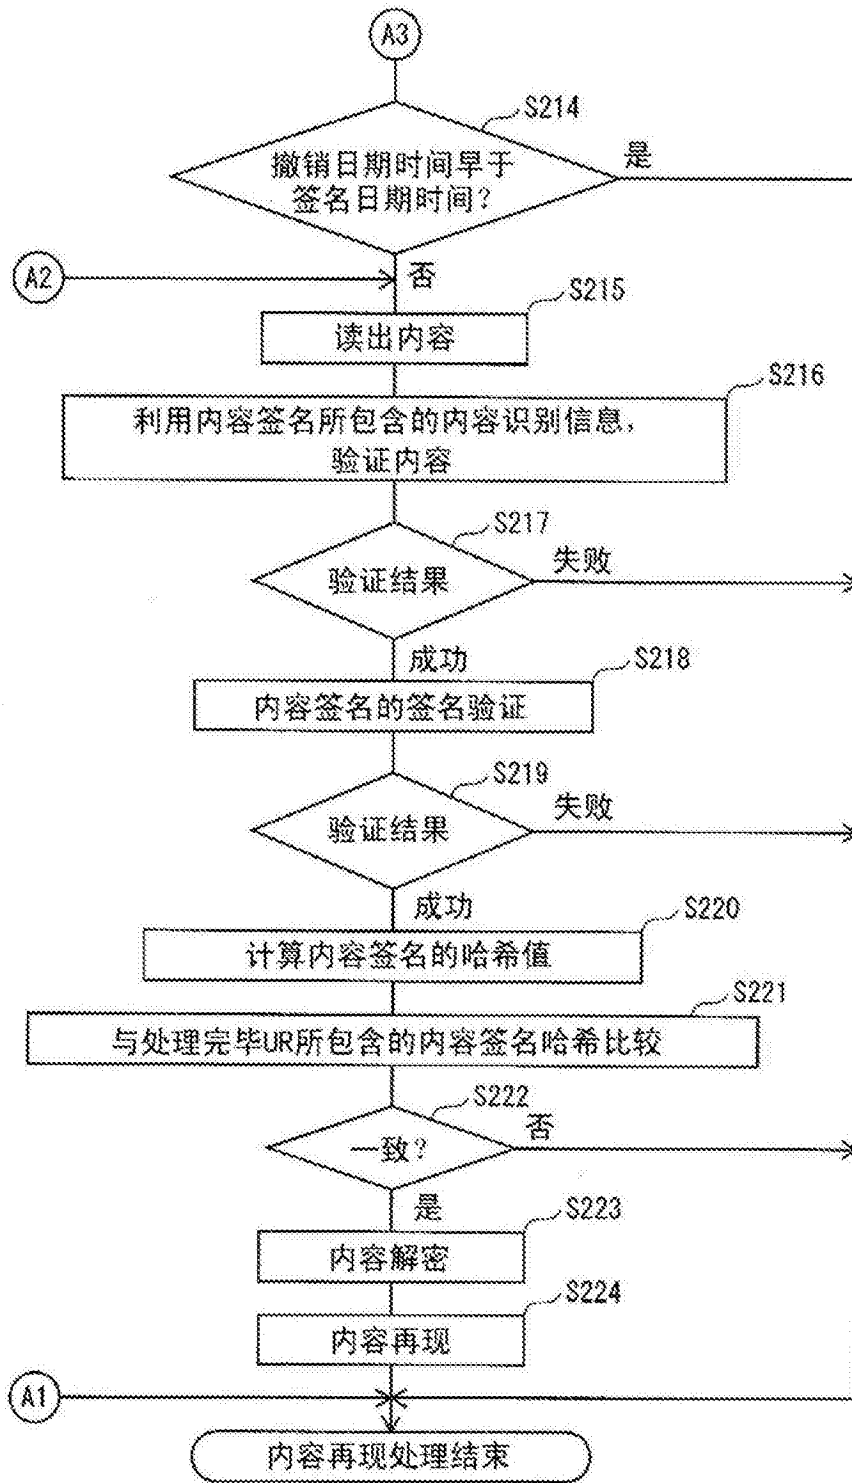 A3
S214
撤销日期时间早于
签名日期时间?
是
A2
否
S215
读出内容
S216
利用内容签名所包含的内容识别信息,
验证内容
S217
验证结果
失败
成功
S218
内容签名的签名验证
S219
验证结果
失败
成功
S220
计算内容签名的哈希值
S221
与处理完毕UR所包含的内容签名哈希比较
S222
一致?
否
是
S223
内容解密
S224
内容再现
A1
内容再现处理结束